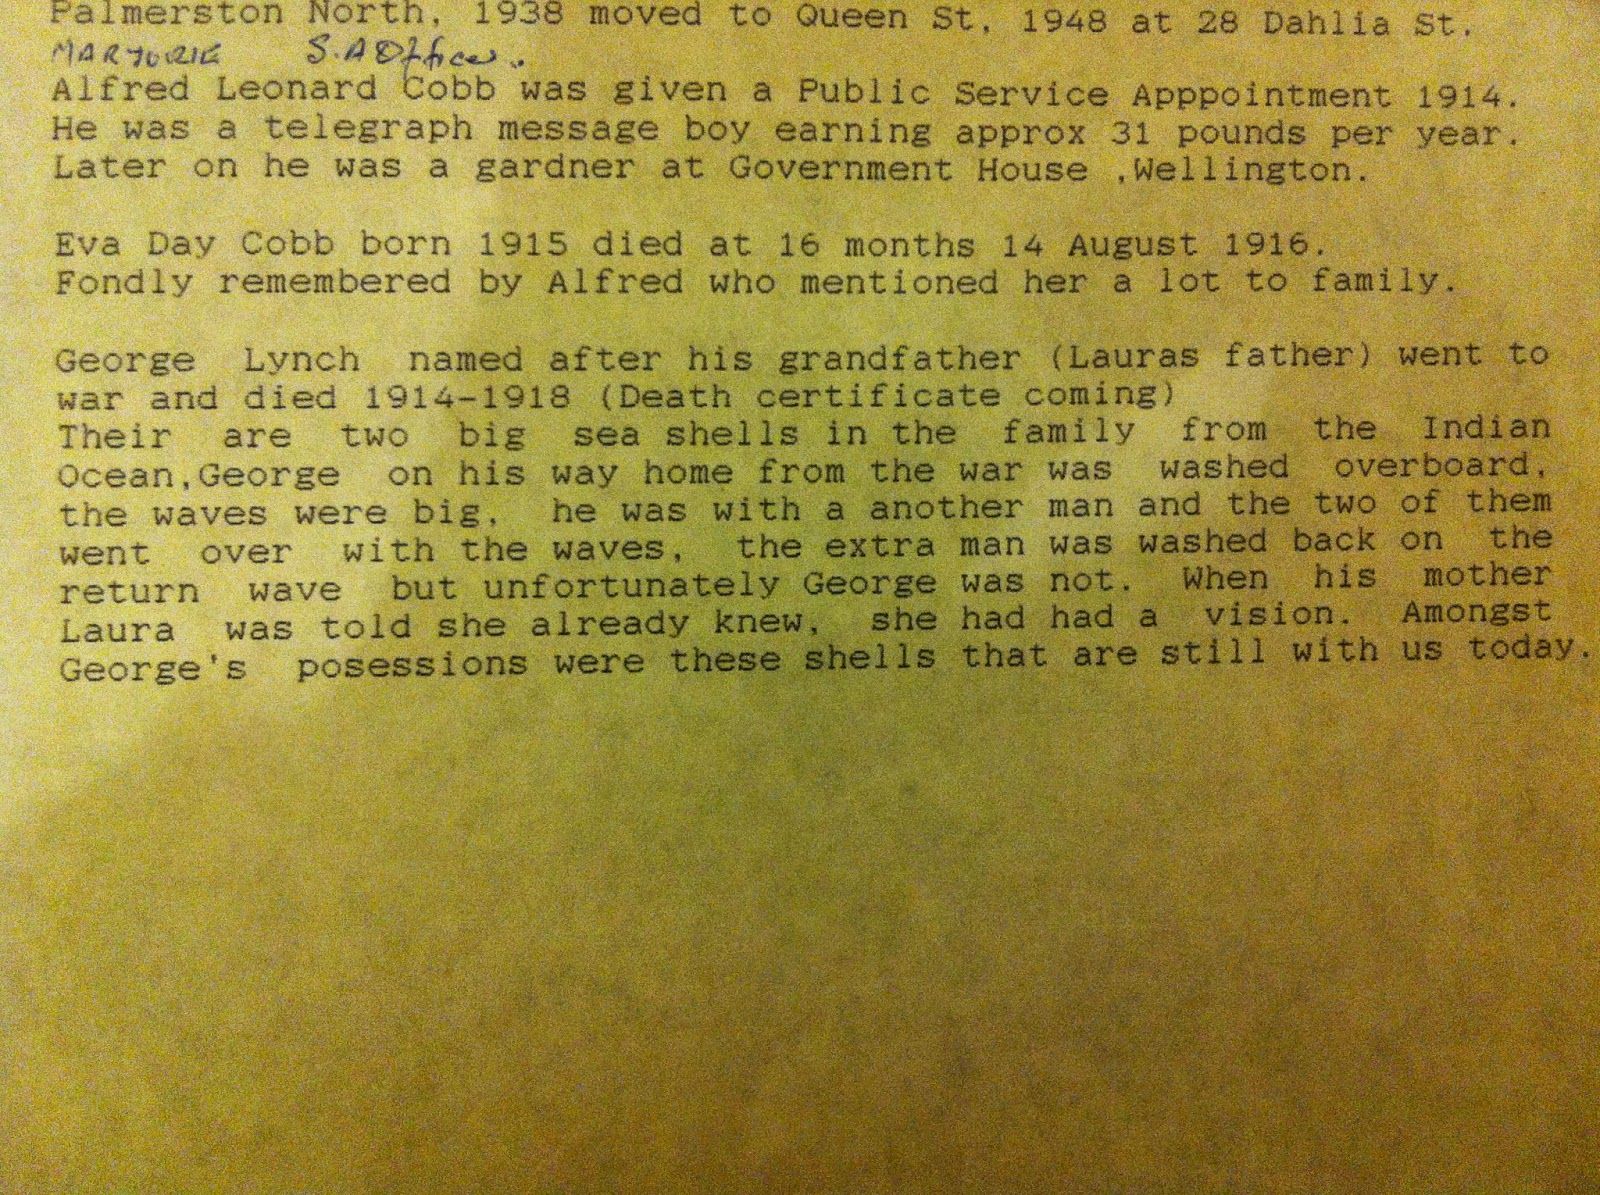 Palmerston North, 1938 moved to Queen St, 1948 at 28 Dahlia St.
MARJORIE S.A Officer.
Alfred Leonard Cobb was given a Public Service Apppointment 1914.
He was a telegraph message boy earning approx 31 pounds per year.
Later on he was a gardner at Government House ,Wellington.
Eva Day Cobb born 1915 died at 16 months 14 August 1916.
Fondly remembered by Alfred who mentioned her a lot to family.
George Lynch named after his grandfather (Lauras father) went to
war and died 1914-1918 (Death certificate coming)
Their are two big sea shells in the family from the Indian
Ocean,George on his way home from the war was washed overboard,
the waves were big, he was with a another man and the two of them
went over with the waves, the extra man was washed back on the
return wave but unfortunately George was not. When his mother
Laura was told she already knew, she had had a vision. Amongst
George's posessions were these shells that are still with us today.